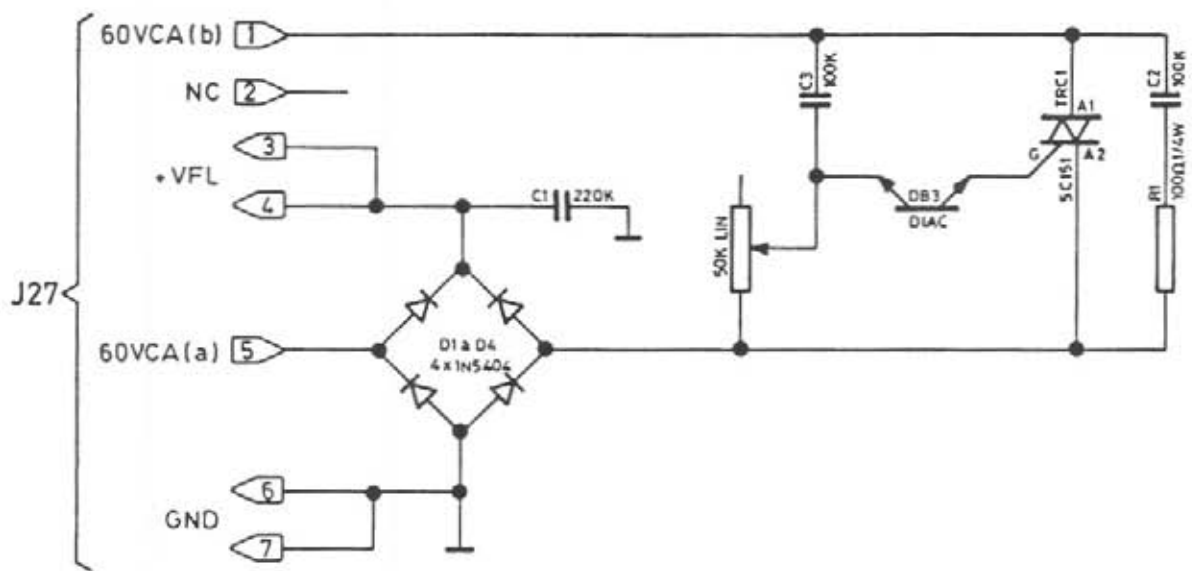 60VCA(b) 1
NC 2
3
+VFL
4
C1 220K
J27
60VCA(a) 5
D1 à D4
4x1N5404
6
GND
7
C3
100K
50K LIN
DB3
DIAC
TRC1
A1
G
A2
SC151
C2
100K
R1
100Ω1/4W